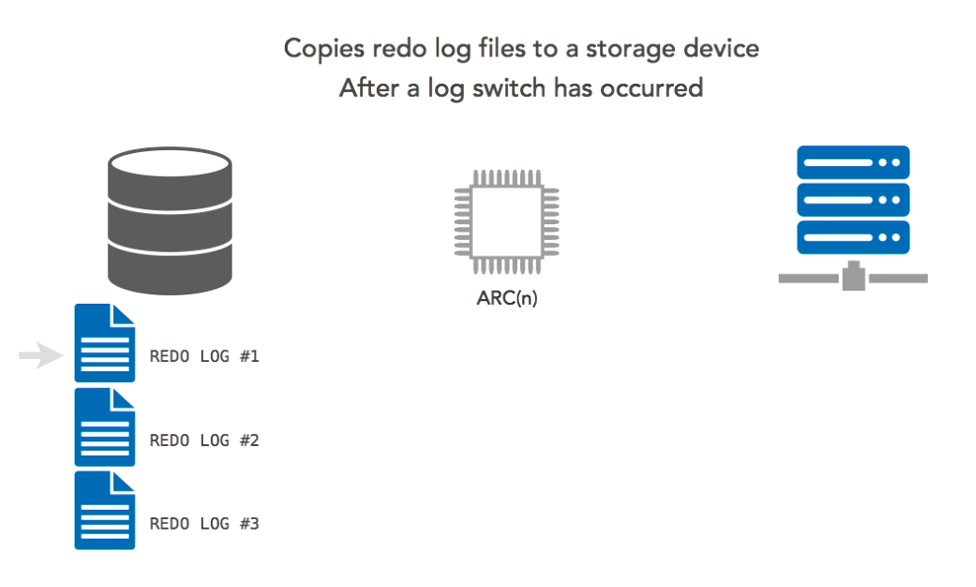 Copies redo log files to a storage device
After a log switch has occurred
ARC(n)
REDO LOG #1
REDO LOG #2
REDO LOG #3